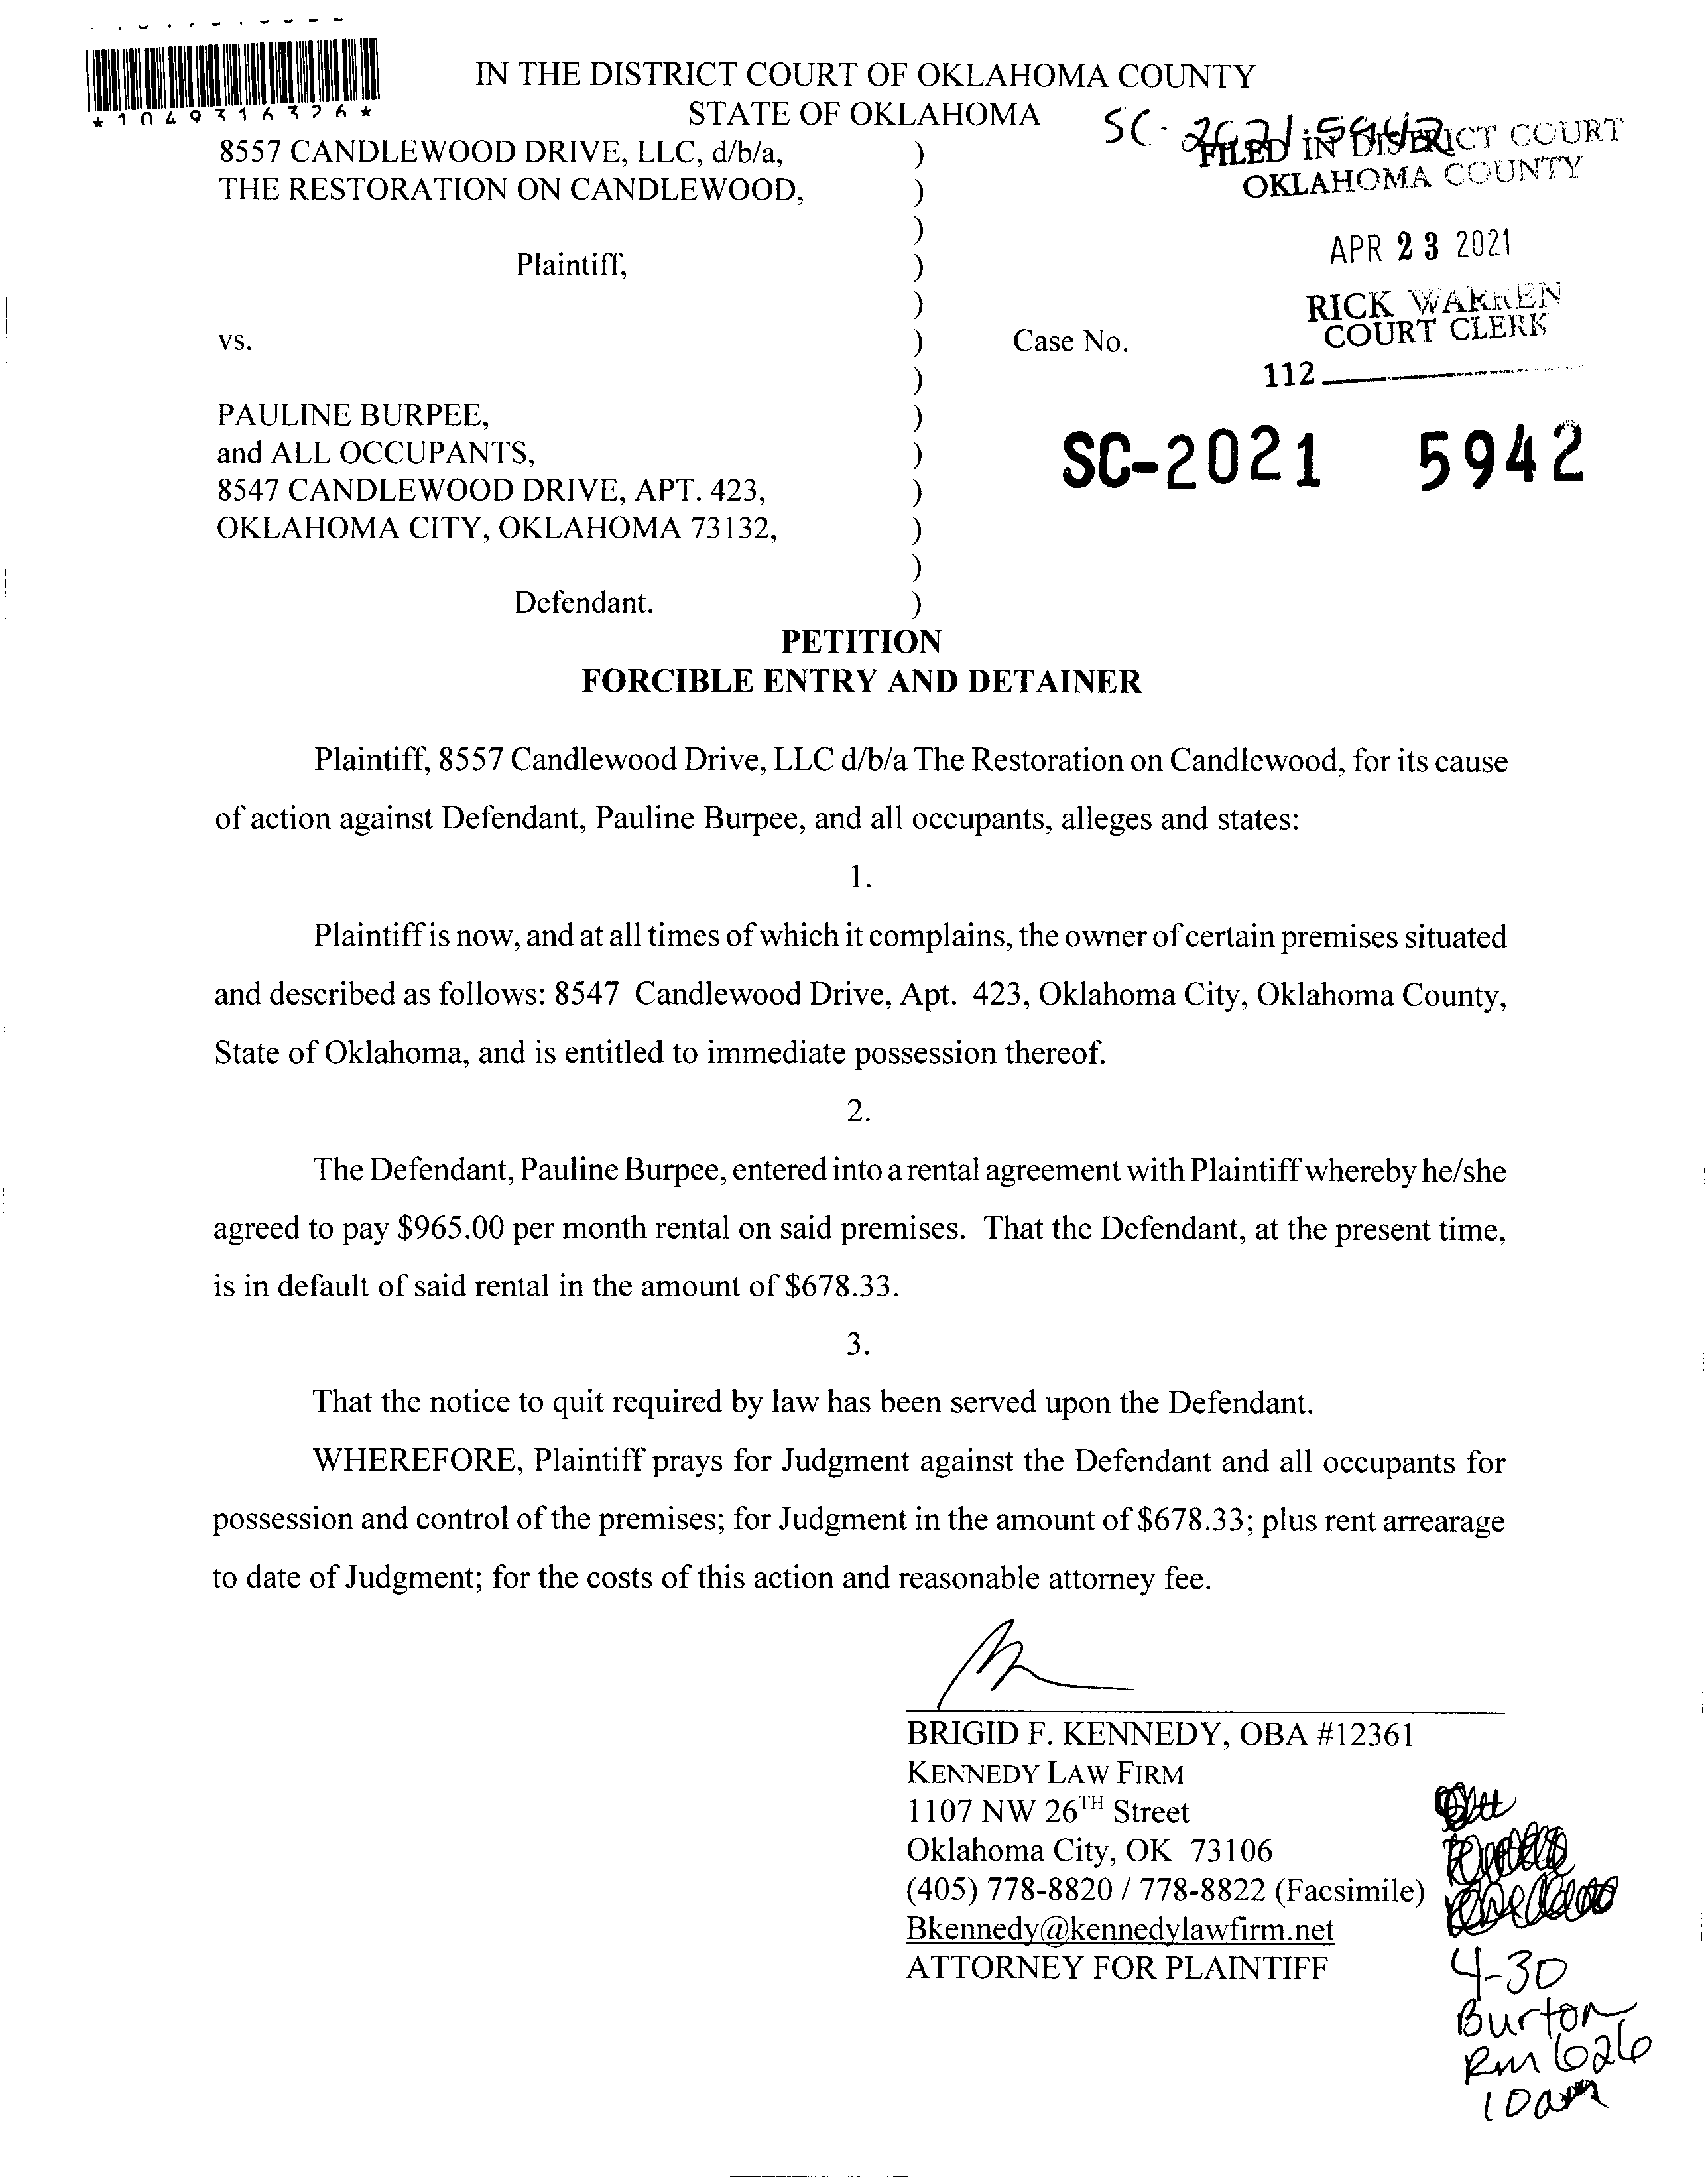 *1049316326*
IN THE DISTRICT COURT OF OKLAHOMA COUNTY
STATE OF OKLAHOMA
SC-2021-5942
FILED IN DISTRICT COURT
OKLAHOMA COUNTY
APR 23 2021
RICK WARREN
COURT CLERK
112
8557 CANDLEWOOD DRIVE, LLC, d/b/a, )
THE RESTORATION ON CANDLEWOOD, )
)
Plaintiff, )
)
vs. ) Case No.
)
PAULINE BURPEE, )
SC-2021 5942
and ALL OCCUPANTS, )
8547 CANDLEWOOD DRIVE, APT. 423, )
OKLAHOMA CITY, OKLAHOMA 73132, )
)
Defendant. )
PETITION
FORCIBLE ENTRY AND DETAINER
Plaintiff, 8557 Candlewood Drive, LLC d/b/a The Restoration on Candlewood, for its cause
of action against Defendant, Pauline Burpee, and all occupants, alleges and states:
1.
Plaintiff is now, and at all times of which it complains, the owner of certain premises situated
and described as follows: 8547 Candlewood Drive, Apt. 423, Oklahoma City, Oklahoma County,
State of Oklahoma, and is entitled to immediate possession thereof.
2.
The Defendant, Pauline Burpee, entered into a rental agreement with Plaintiff whereby he/she
agreed to pay $965.00 per month rental on said premises. That the Defendant, at the present time,
is in default of said rental in the amount of $678.33.
3.
That the notice to quit required by law has been served upon the Defendant.
WHEREFORE, Plaintiff prays for Judgment against the Defendant and all occupants for
possession and control of the premises; for Judgment in the amount of $678.33; plus rent arrearage
to date of Judgment; for the costs of this action and reasonable attorney fee.
BRIGID F. KENNEDY, OBA #12361
KENNEDY LAW FIRM
1107 NW 26TH Street
Oklahoma City, OK 73106
(405) 778-8820 / 778-8822 (Facsimile)
Bkennedy@kennedylawfirm.net
ATTORNEY FOR PLAINTIFF
4-30
Burton
Rm 626
10am